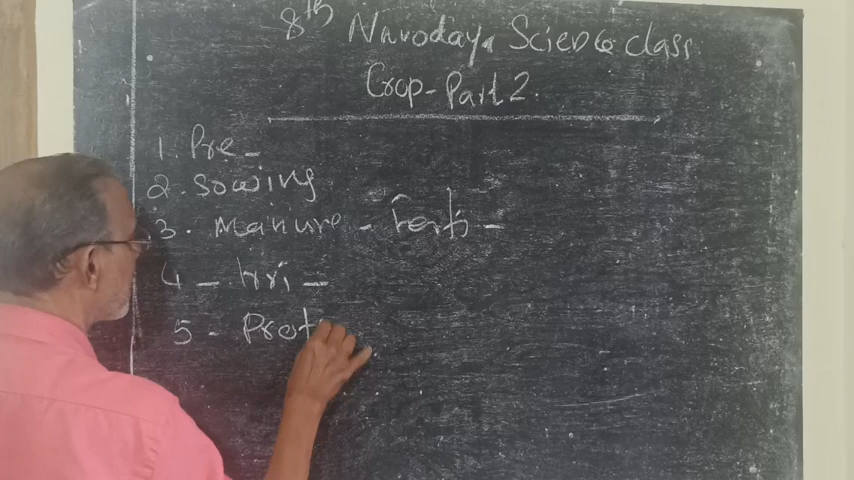 8th Navodaya Science class
Crop - Part 2.
1. Pre -
2. Sowing
3. Manure - Ferti -
4 - Irri -
5 - Prot